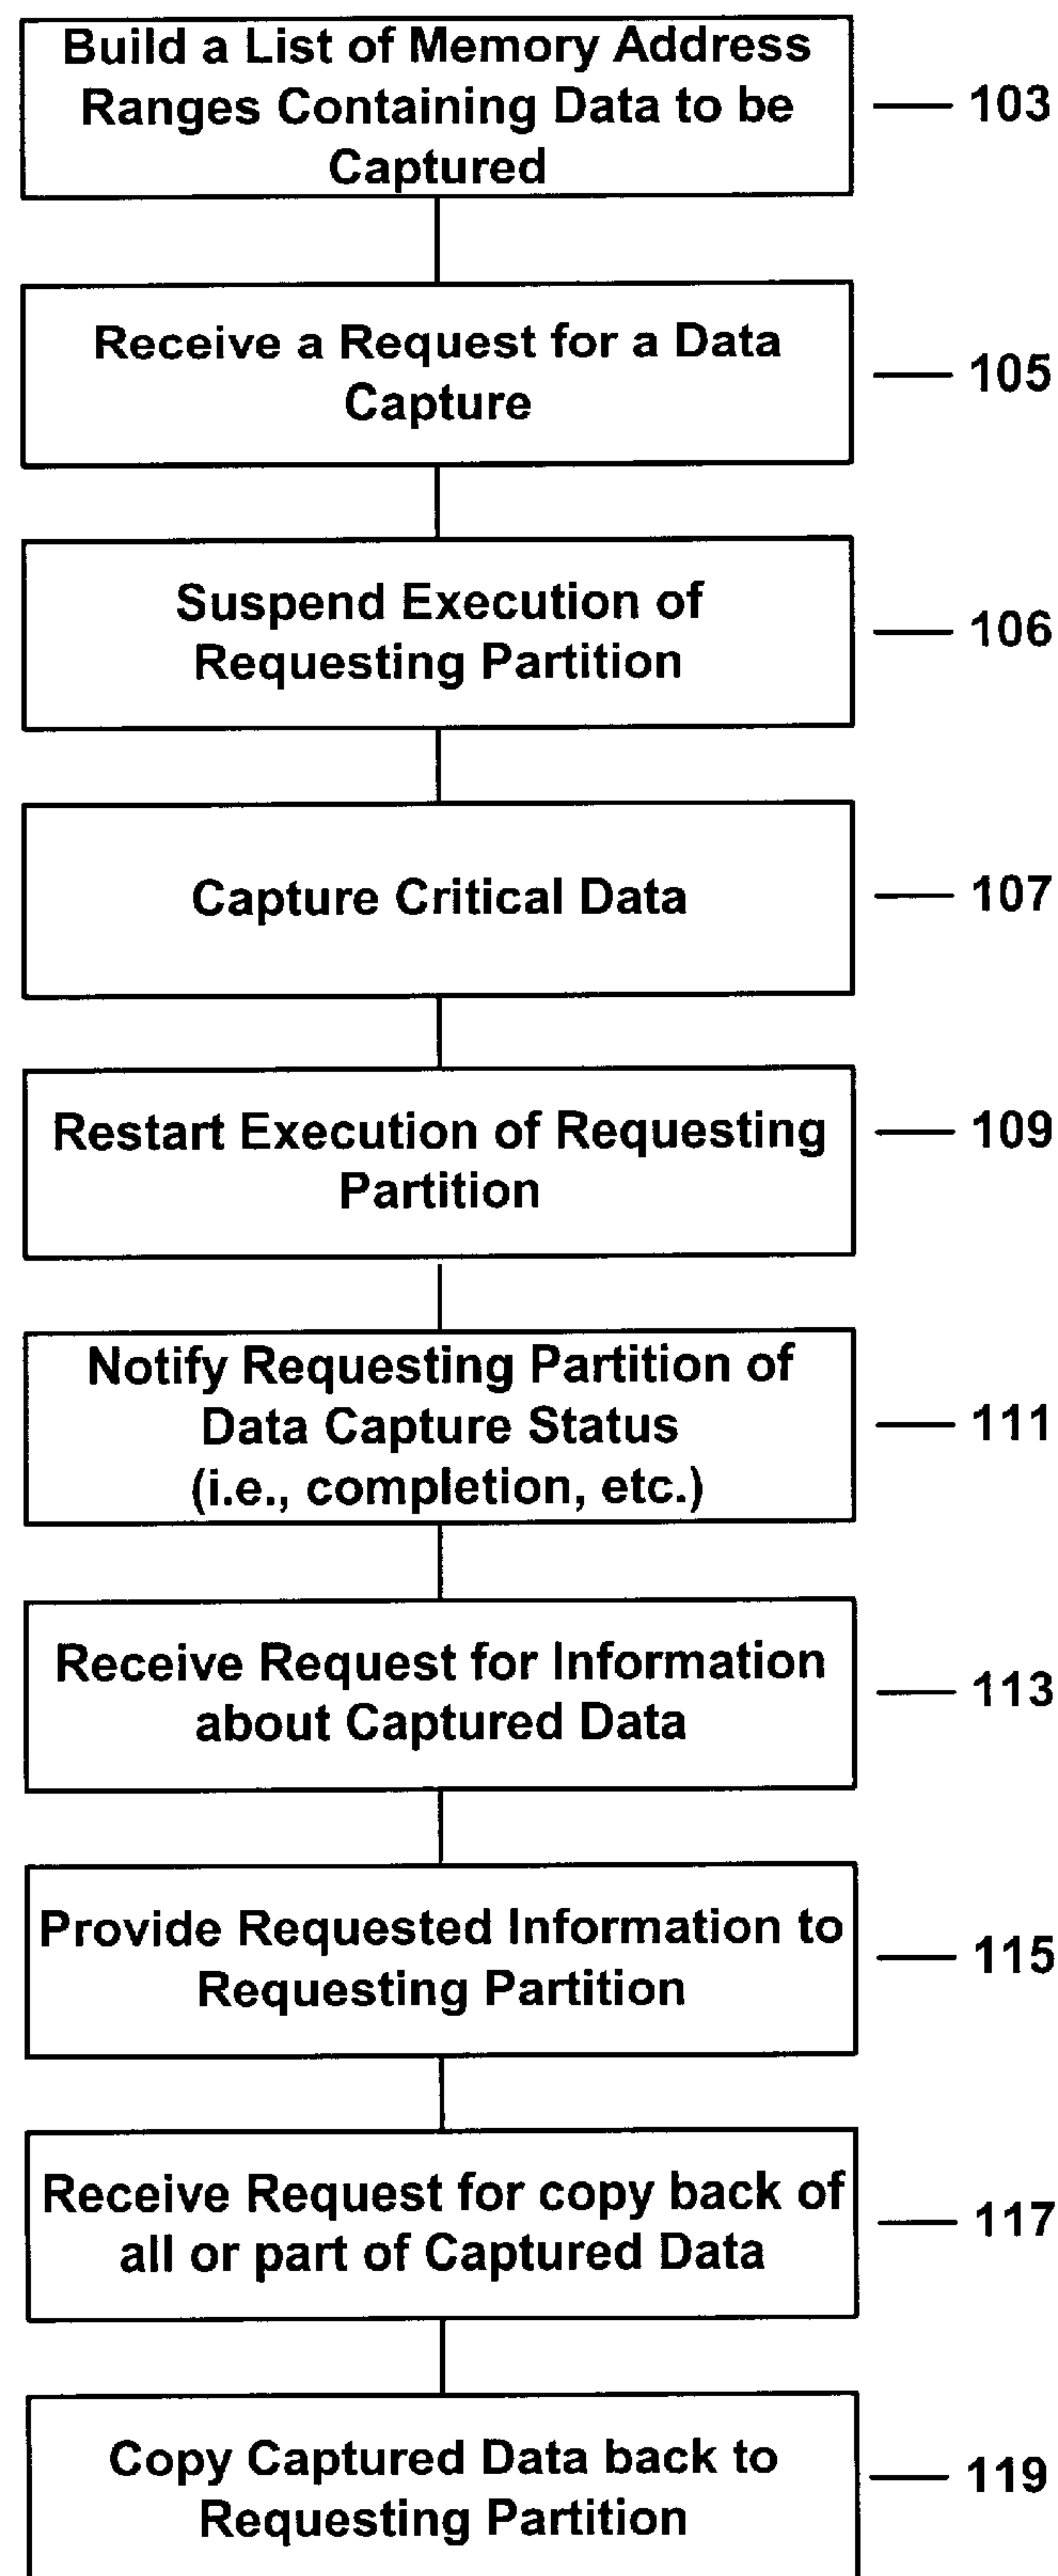 Build a List of Memory Address
Ranges Containing Data to be
Captured
103
Receive a Request for a Data
Capture
105
Suspend Execution of
Requesting Partition
106
Capture Critical Data
107
Restart Execution of Requesting
Partition
109
Notify Requesting Partition of
Data Capture Status
(i.e., completion, etc.)
111
Receive Request for Information
about Captured Data
113
Provide Requested Information to
Requesting Partition
115
Receive Request for copy back of
all or part of Captured Data
117
Copy Captured Data back to
Requesting Partition
119